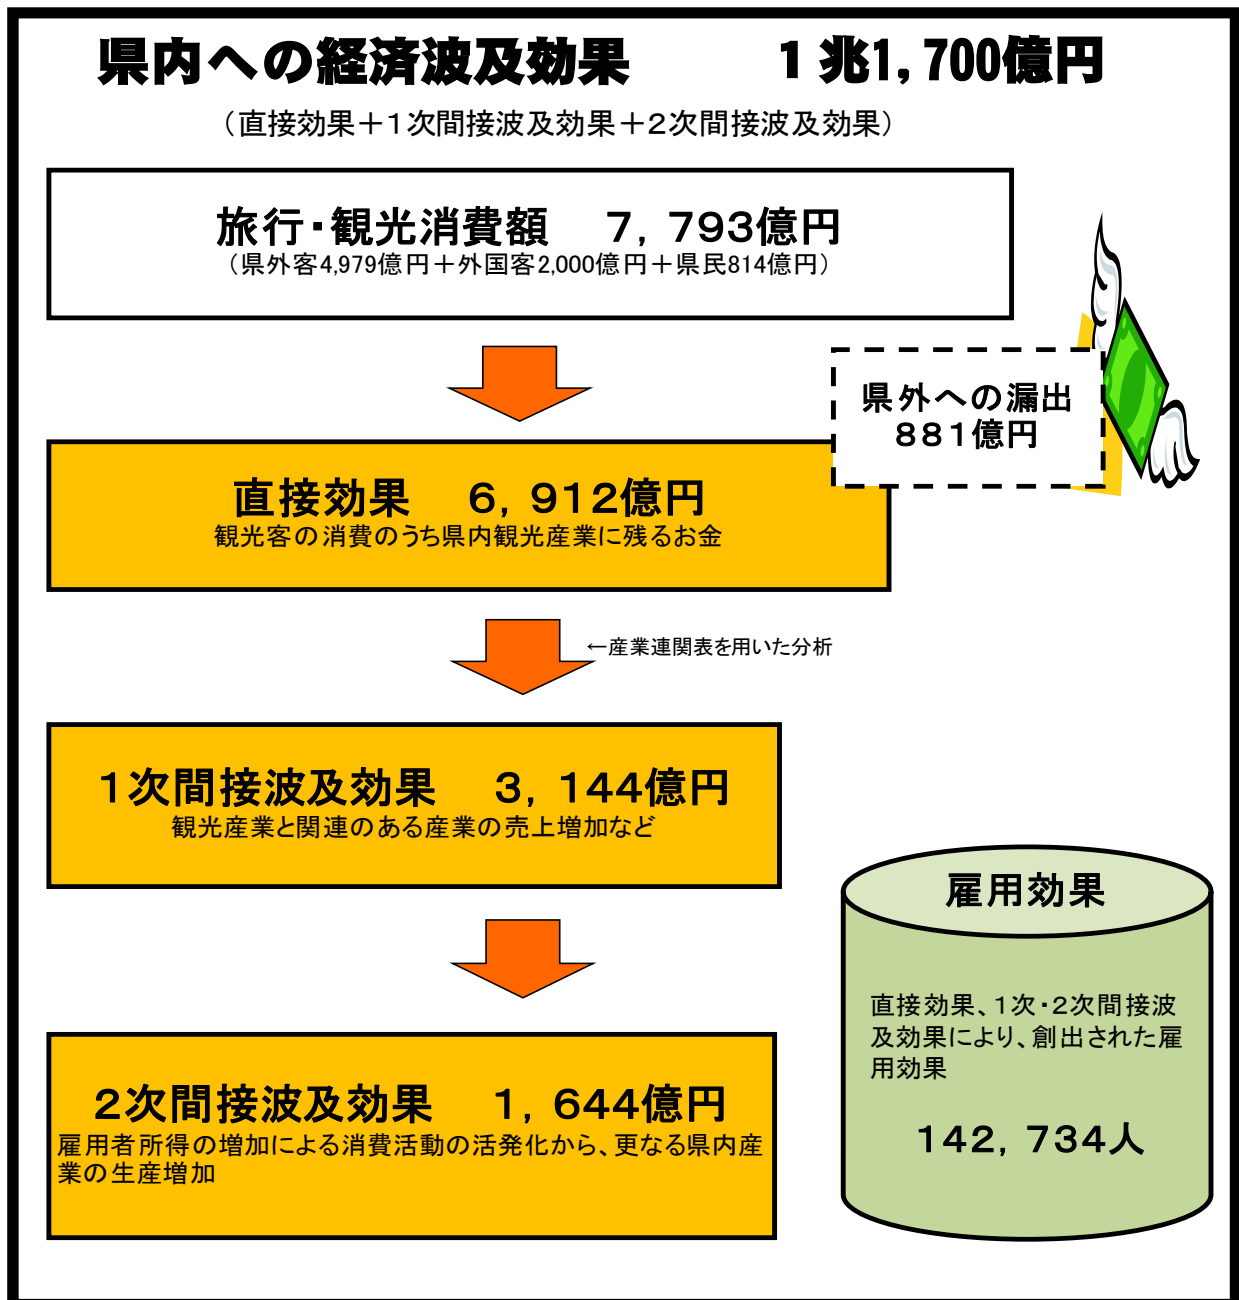 県内への経済波及効果　　１兆1,700億円
（直接効果＋１次間接波及効果＋２次間接波及効果）
旅行・観光消費額　７，７９３億円
（県外客4,979億円＋外国客2,000億円＋県民814億円）
県外への漏出
８８１億円
直接効果　６，９１２億円
観光客の消費のうち県内観光産業に残るお金
←産業連関表を用いた分析
１次間接波及効果　３，１４４億円
観光産業と関連のある産業の売上増加など
２次間接波及効果　１，６４４億円
雇用者所得の増加による消費活動の活発化から、更なる県内産
業の生産増加
雇用効果
直接効果、１次・２次間接波
及効果により、創出された雇
用効果
１４２，７３４人